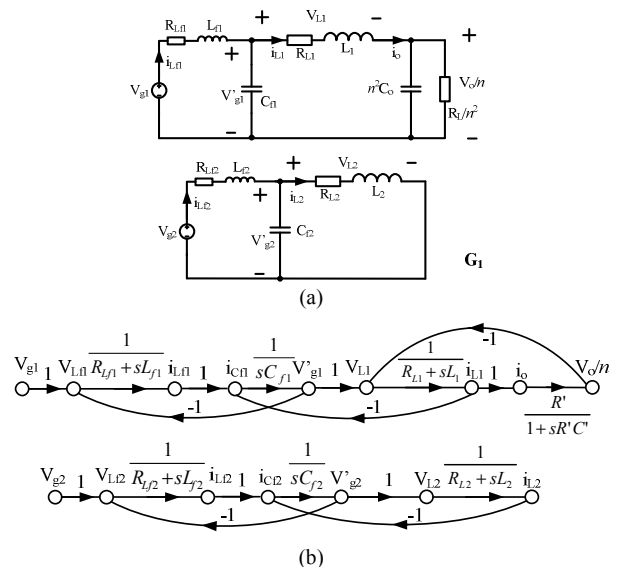 + V_L1 −
R_Lf1 L_f1 + i_L1 R_L1 L_1 i_o +
i_Lf1
V_g1 V'_g1 C_f1 n²C_o V_o/n
R_L/n²
− −
+ V_L2 −
R_Lf2 L_f2 + i_L2 R_L2 L_2
i_Lf2
V_g2 V'_g2 C_f2
− G_1
(a)
-1
V_g1 1 V_Lf1 1/(R_Lf1+sL_f1) i_Lf1 1 i_Cf1 1/(sC_f1) V'_g1 1 V_L1 1/(R_L1+sL_1) i_L1 1 i_o V_o/n
-1 -1 R'/(1+sR'C')
V_g2 1 V_Lf2 1/(R_Lf2+sL_f2) i_Lf2 1 i_Cf2 1/(sC_f2) V'_g2 1 V_L2 1/(R_L2+sL_2) i_L2
-1 -1
(b)